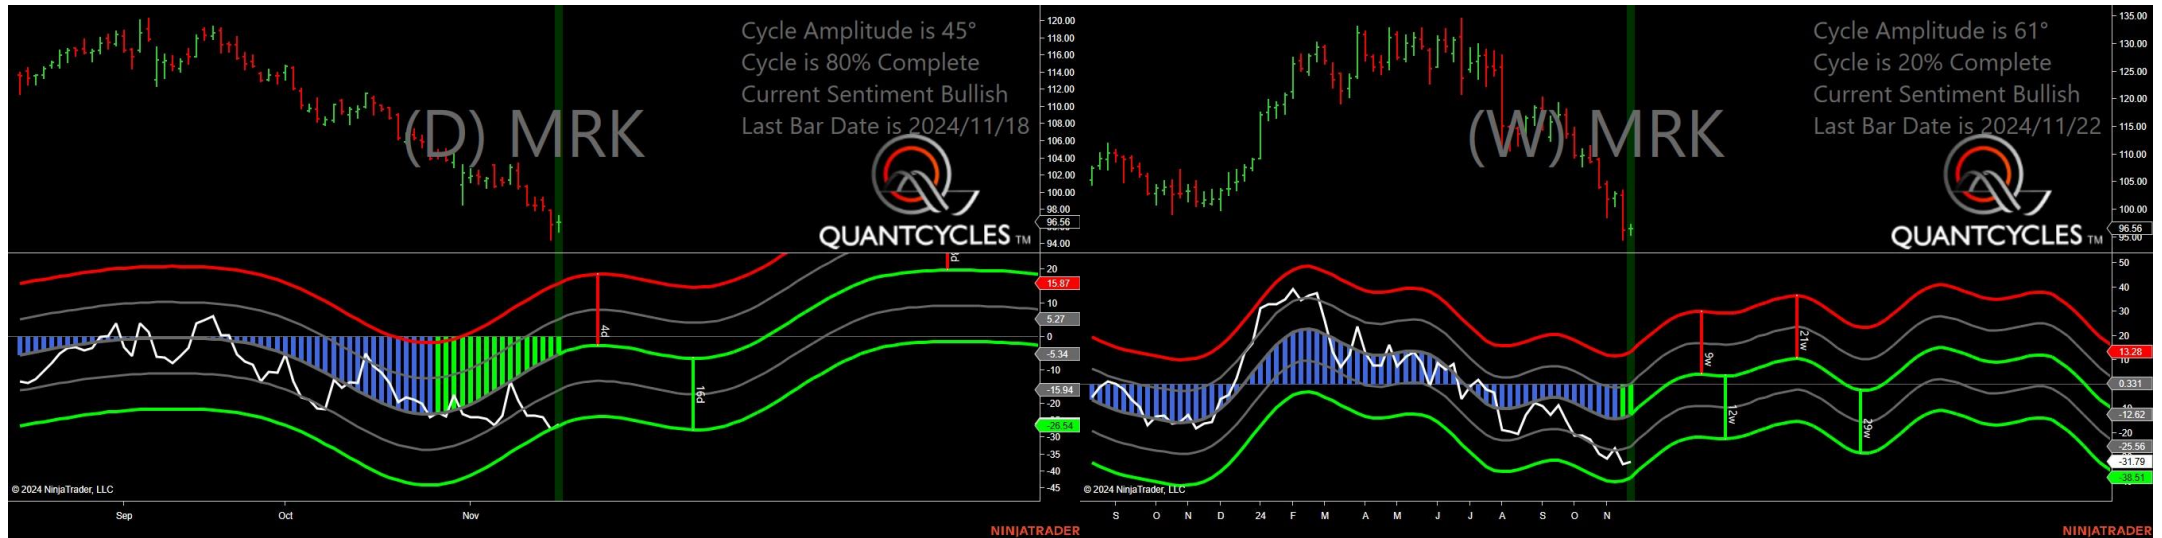 Cycle Amplitude is 45°
Cycle is 80% Complete
Current Sentiment Bullish
Last Bar Date is 2024/11/18
(D) MRK
QUANTCYCLES TM
120.00
118.00
116.00
114.00
112.00
110.00
108.00
106.00
104.00
102.00
100.00
98.00
96.56
94.00
20
15.87
10
5.27
0
-5.34
-10
-15.94
-20
-26.54
-30
-35
-40
-45
4d
16d
© 2024 NinjaTrader, LLC
Sep
Oct
Nov
NINJATRADER
Cycle Amplitude is 61°
Cycle is 20% Complete
Current Sentiment Bullish
Last Bar Date is 2024/11/22
(W) MRK
QUANTCYCLES TM
135.00
130.00
125.00
120.00
115.00
110.00
105.00
100.00
96.56
95.00
50
40
30
20
13.28
10
0.331
-12.62
-20
-25.56
-31.79
-38.51
9w
12w
21w
29w
© 2024 NinjaTrader, LLC
S O N D 24 F M A M J J A S O N
NINJATRADER